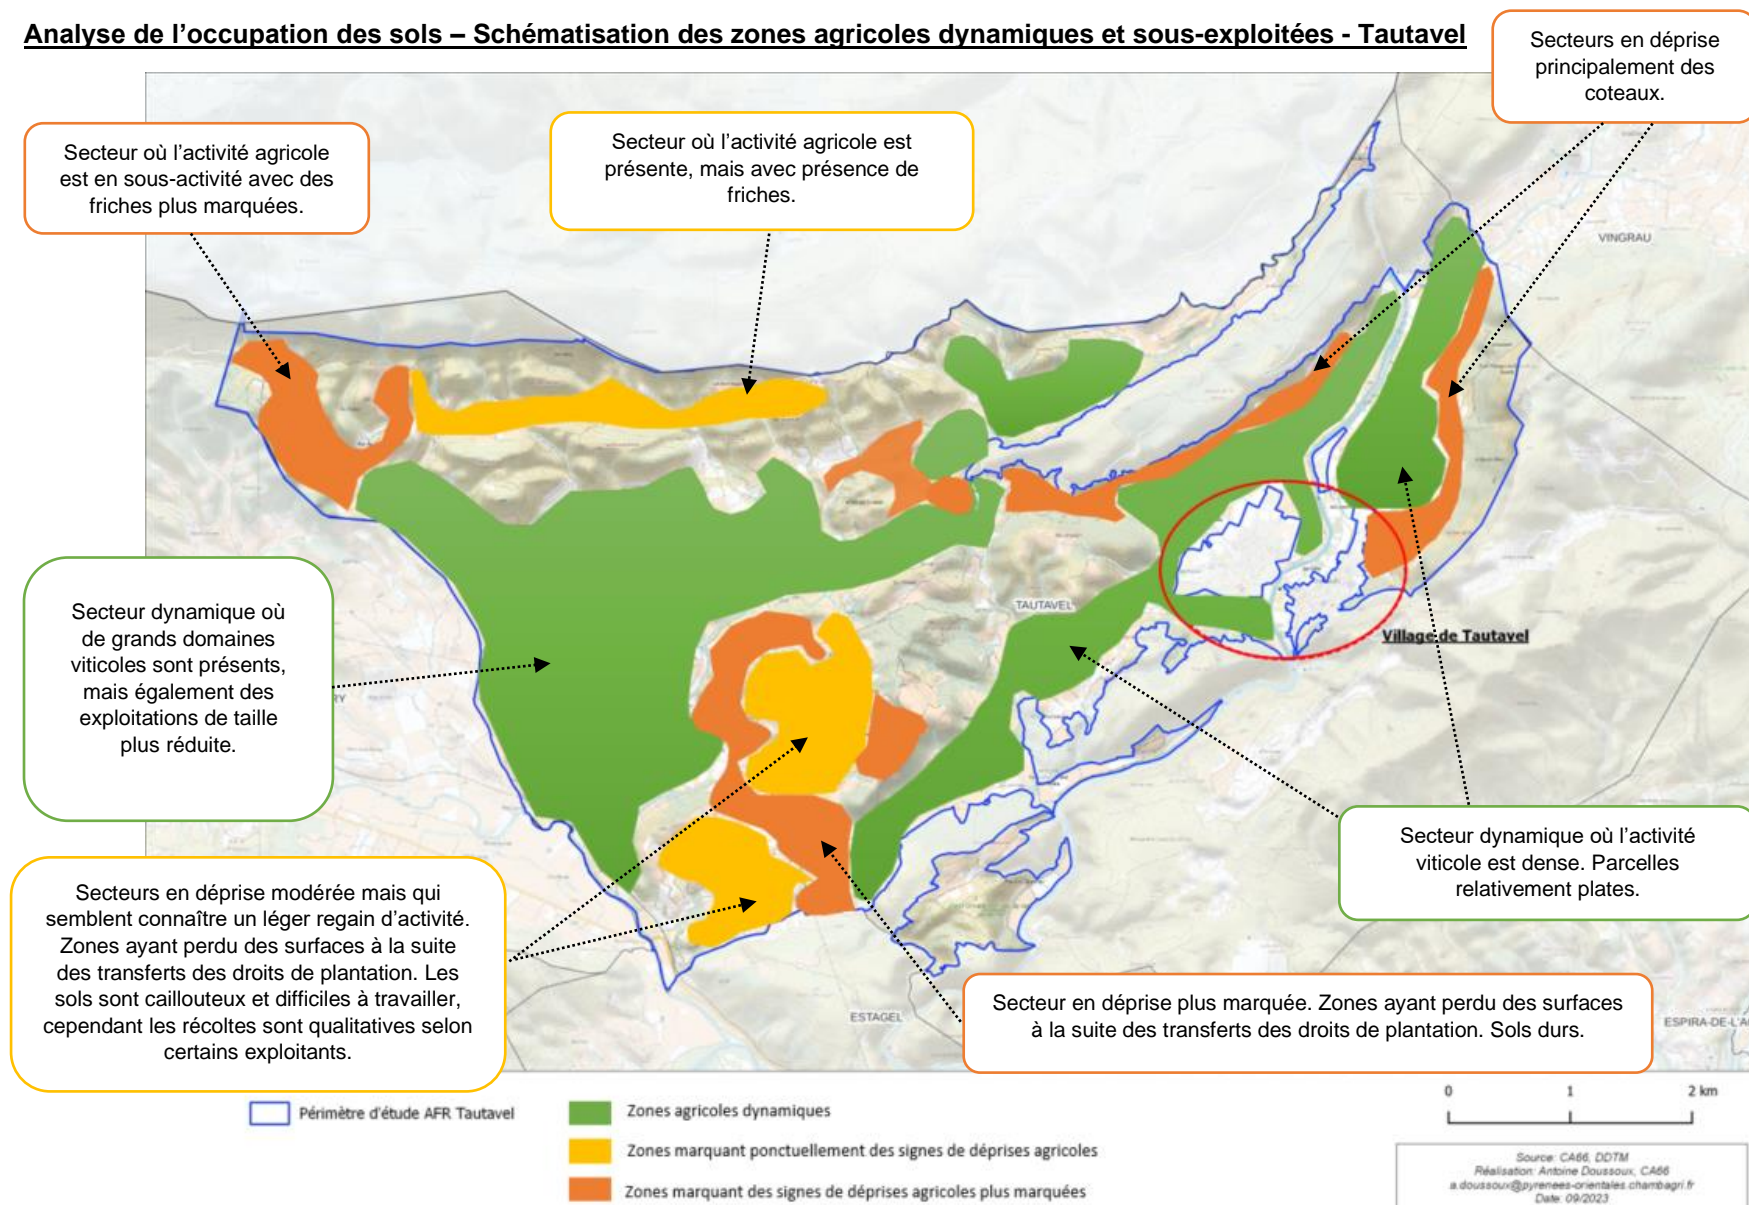 Analyse de l'occupation des sols – Schématisation des zones agricoles dynamiques et sous-exploitées - Tautavel
Secteurs en déprise
principalement des
coteaux.
Secteur où l'activité agricole
est en sous-activité avec des
friches plus marquées.
Secteur où l'activité agricole est
présente, mais avec présence de
friches.
VINGRAU
TAUTAVEL
Village de Tautavel
Secteur dynamique où
de grands domaines
viticoles sont présents,
mais également des
exploitations de taille
plus réduite.
RY
Secteur dynamique où l'activité
viticole est dense. Parcelles
relativement plates.
Secteurs en déprise modérée mais qui
semblent connaître un léger regain d'activité.
Zones ayant perdu des surfaces à la suite
des transferts des droits de plantation. Les
sols sont caillouteux et difficiles à travailler,
cependant les récoltes sont qualitatives selon
certains exploitants.
Secteur en déprise plus marquée. Zones ayant perdu des surfaces
à la suite des transferts des droits de plantation. Sols durs.
ESTAGEL
ESPIRA-DE-L'A
Périmètre d'étude AFR Tautavel
Zones agricoles dynamiques
Zones marquant ponctuellement des signes de déprises agricoles
Zones marquant des signes de déprises agricoles plus marquées
0 1 2 km
Source: CA66, DDTM
Réalisation: Antoine Doussoux, CA66
a.doussoux@pyrenees-orientales.chambagri.fr
Date: 09/2023